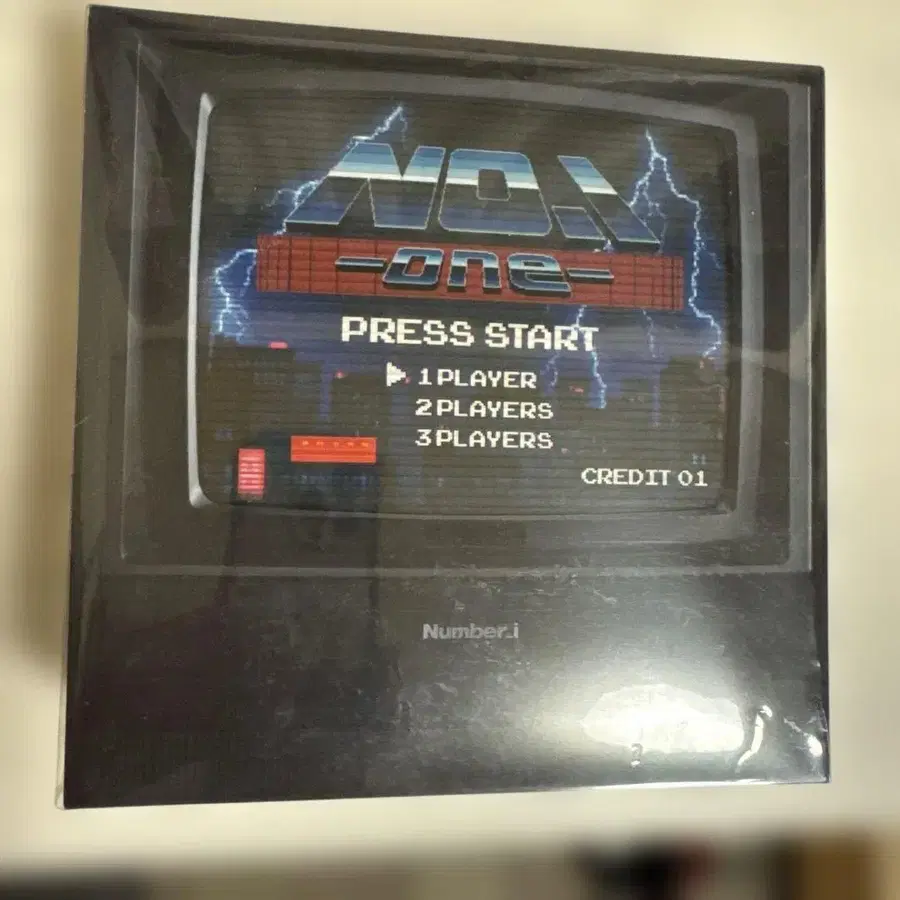 NO.I
-one-
PRESS START
1 PLAYER
2 PLAYERS
3 PLAYERS
CREDIT 01
Number_i